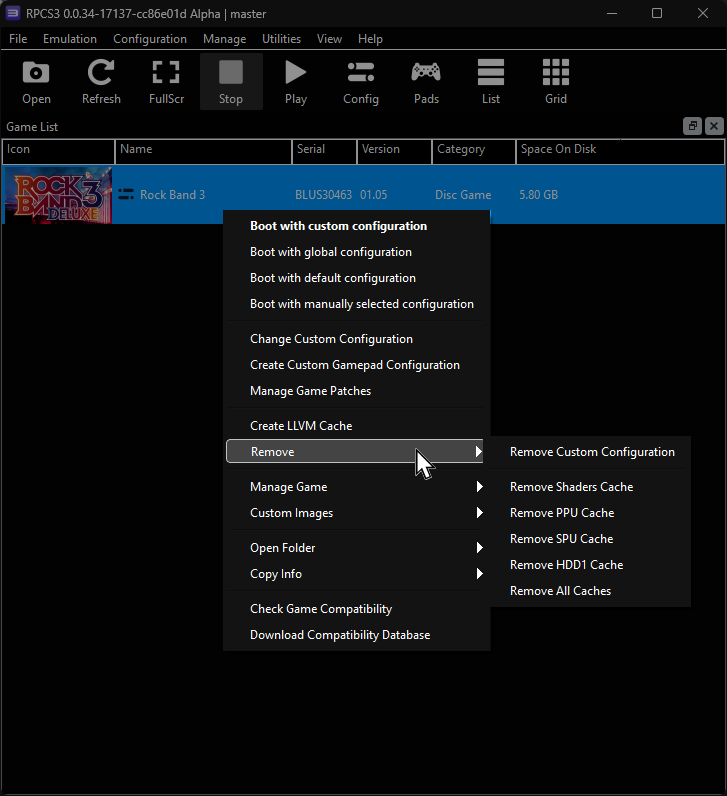 RPCS3 0.0.34-17137-cc86e01d Alpha | master
File Emulation Configuration Manage Utilities View Help
Open Refresh FullScr Stop Play Config Pads List Grid
Game List
Icon Name Serial Version Category Space On Disk
ROCK BAND 3 DELUXE
Rock Band 3 BLUS30463 01.05 Disc Game 5.80 GB
Boot with custom configuration
Boot with global configuration
Boot with default configuration
Boot with manually selected configuration
Change Custom Configuration
Create Custom Gamepad Configuration
Manage Game Patches
Create LLVM Cache
Remove
Remove Custom Configuration
Manage Game
Remove Shaders Cache
Custom Images
Remove PPU Cache
Remove SPU Cache
Open Folder
Remove HDD1 Cache
Copy Info
Remove All Caches
Check Game Compatibility
Download Compatibility Database